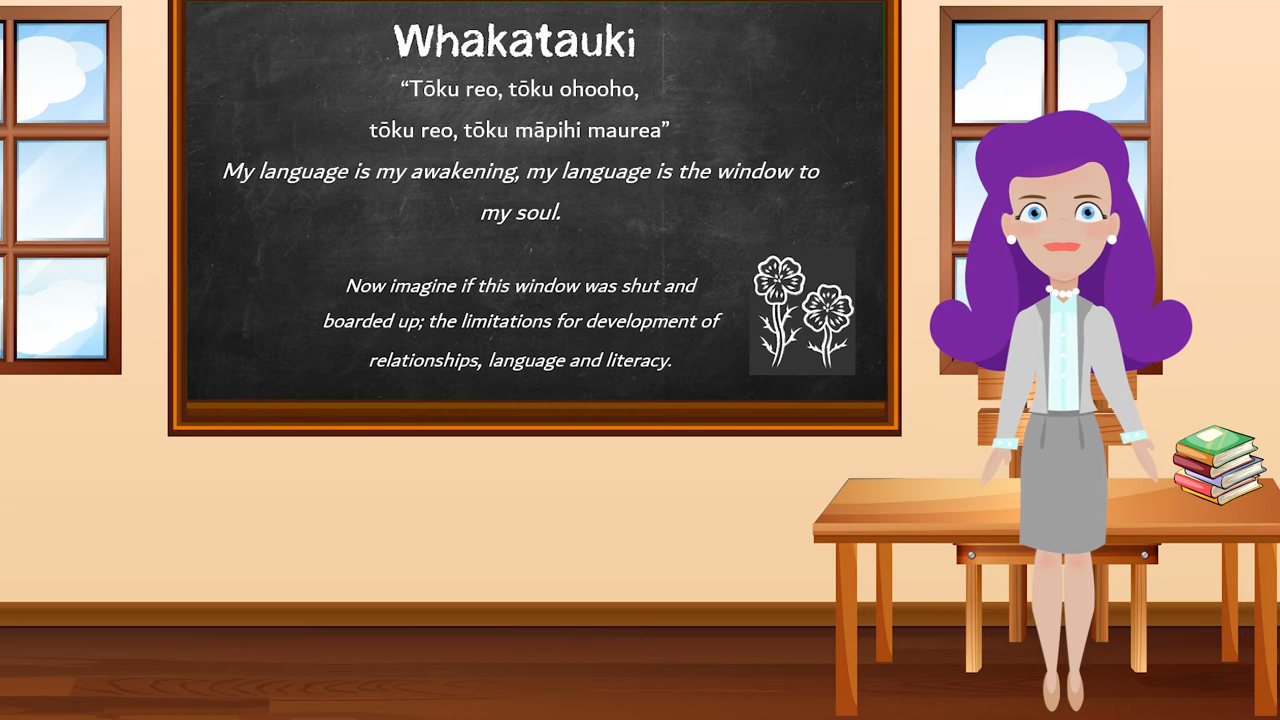 Whakatauki
“Tōku reo, tōku ohooho,
tōku reo, tōku māpihi maurea”
My language is my awakening, my language is the window to
my soul.
Now imagine if this window was shut and
boarded up; the limitations for development of
relationships, language and literacy.